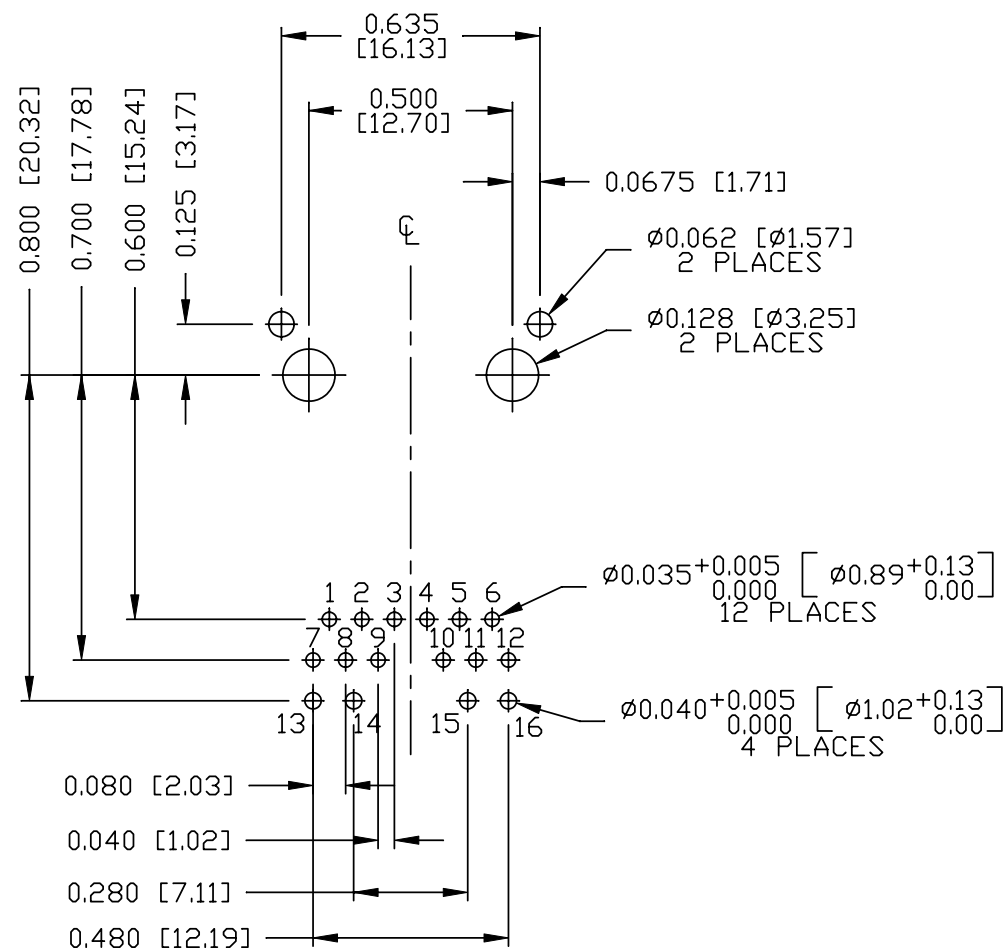 0.635
[16.13]
0.500
[12.70]
0.800 [20.32]
0.700 [17.78]
0.600 [15.24]
0.125 [3.17]
0.0675 [1.71]
℄
Ø0.062 [Ø1.57]
2 PLACES
Ø0.128 [Ø3.25]
2 PLACES
1 2 3 4 5 6
Ø0.035+0.005 [Ø0.89+0.13]
0.000 0.00
12 PLACES
7 8 9 10 11 12
13 14 15 16
Ø0.040+0.005 [Ø1.02+0.13]
0.000 0.00
4 PLACES
0.080 [2.03]
0.040 [1.02]
0.280 [7.11]
0.480 [12.19]